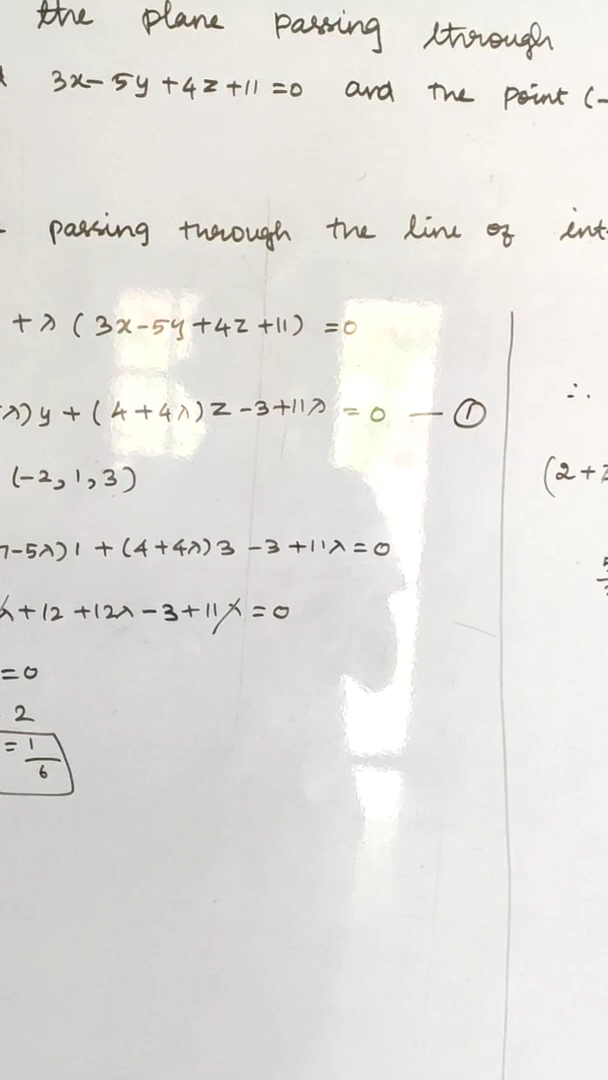 the plane passing through
3x-5y+4z+11=0 and the point (-
passing through the line of int
+λ(3x-5y+4z+11)=0
λ)y+(4+4λ)z-3+11λ=0 — ①
(-2,1,3)
7-5λ)1+(4+4λ)3-3+11λ=0
λ+12+12λ-3+11λ=0
=0
2
=1/6
∴
(2+